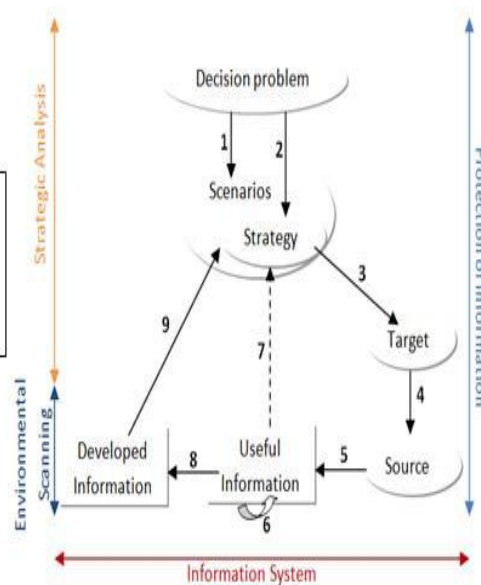 Decision problem
1
2
Scenarios
Strategy
3
9
7
Target
4
Developed
Information
8
Useful
Information
5
Source
6
Strategic Analysis
Environmental
Scanning
Protection of Information
Information System